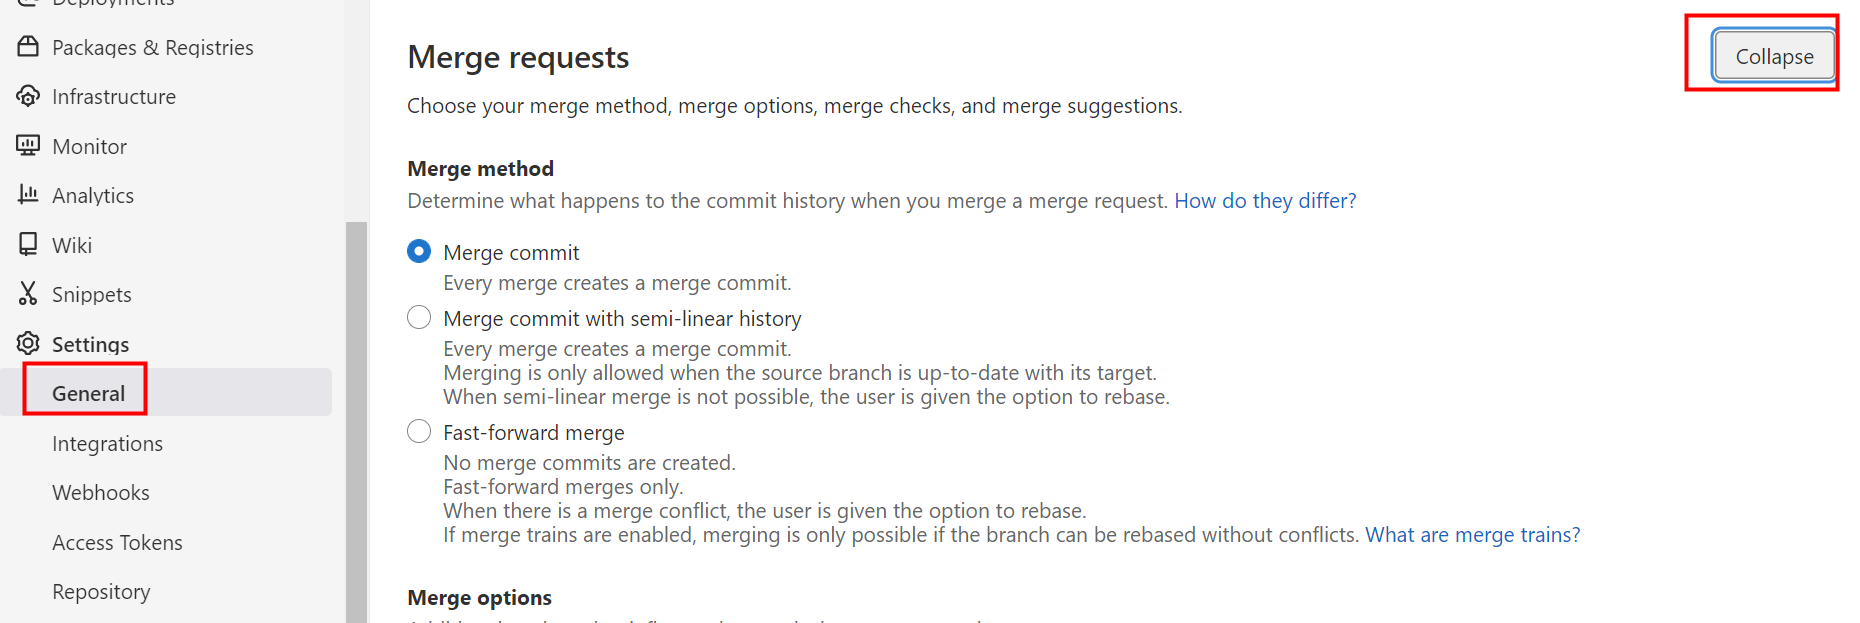 Deployments
Packages & Registries
Infrastructure
Monitor
Analytics
Wiki
Snippets
Settings
General
Integrations
Webhooks
Access Tokens
Repository
Merge requests
Collapse
Choose your merge method, merge options, merge checks, and merge suggestions.
Merge method
Determine what happens to the commit history when you merge a merge request. How do they differ?
Merge commit
Every merge creates a merge commit.
Merge commit with semi-linear history
Every merge creates a merge commit.
Merging is only allowed when the source branch is up-to-date with its target.
When semi-linear merge is not possible, the user is given the option to rebase.
Fast-forward merge
No merge commits are created.
Fast-forward merges only.
When there is a merge conflict, the user is given the option to rebase.
If merge trains are enabled, merging is only possible if the branch can be rebased without conflicts. What are merge trains?
Merge options